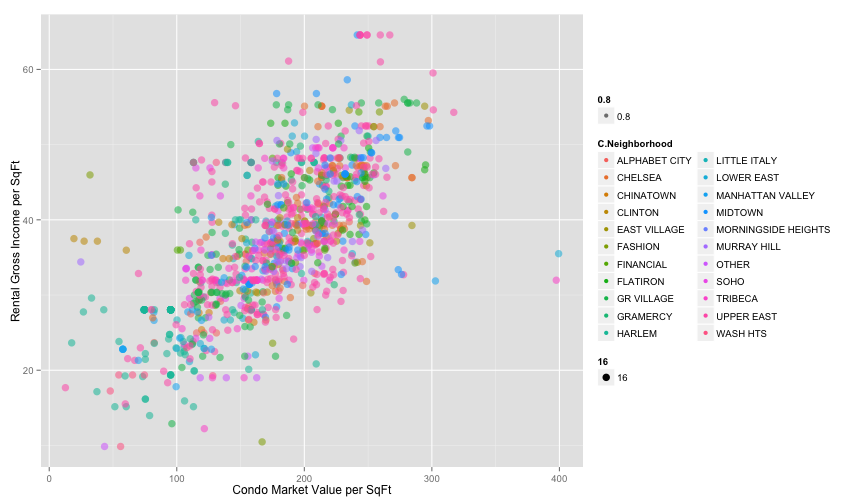 60
40
20
0
100
200
300
400
Rental Gross Income per SqFt
Condo Market Value per SqFt
0.8
0.8
C.Neighborhood
ALPHABET CITY
CHELSEA
CHINATOWN
CLINTON
EAST VILLAGE
FASHION
FINANCIAL
FLATIRON
GR VILLAGE
GRAMERCY
HARLEM
LITTLE ITALY
LOWER EAST
MANHATTAN VALLEY
MIDTOWN
MORNINGSIDE HEIGHTS
MURRAY HILL
OTHER
SOHO
TRIBECA
UPPER EAST
WASH HTS
16
16